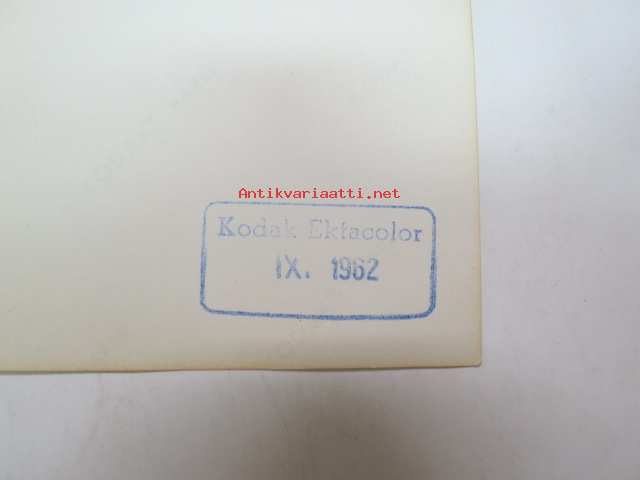 Antikvariaatti.net
Kodak Ektacolor
IX. 1962